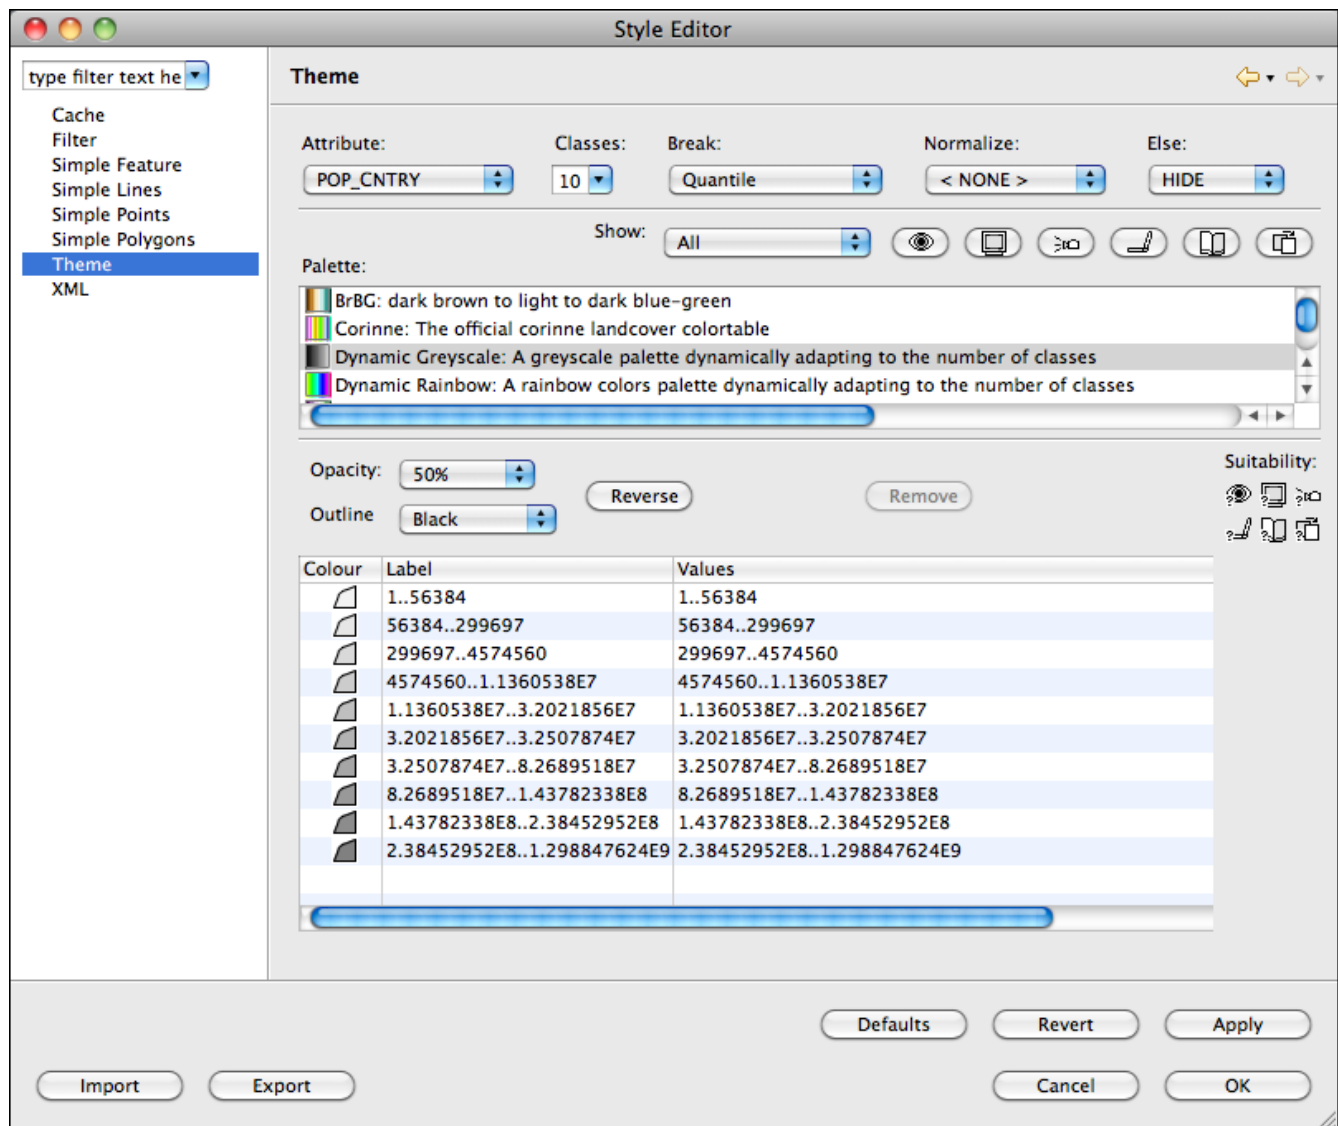 Style Editor
type filter text he
Cache
Filter
Simple Feature
Simple Lines
Simple Points
Simple Polygons
Theme
XML
Theme
Attribute: Classes: Break: Normalize: Else:
POP_CNTRY 10 Quantile < NONE > HIDE
Show: All
Palette:
BrBG: dark brown to light to dark blue-green
Corinne: The official corinne landcover colortable
Dynamic Greyscale: A greyscale palette dynamically adapting to the number of classes
Dynamic Rainbow: A rainbow colors palette dynamically adapting to the number of classes
Opacity: 50% Reverse Remove Suitability:
Outline Black
Colour Label Values
1..56384 1..56384
56384..299697 56384..299697
299697..4574560 299697..4574560
4574560..1.1360538E7 4574560..1.1360538E7
1.1360538E7..3.2021856E7 1.1360538E7..3.2021856E7
3.2021856E7..3.2507874E7 3.2021856E7..3.2507874E7
3.2507874E7..8.2689518E7 3.2507874E7..8.2689518E7
8.2689518E7..1.43782338E8 8.2689518E7..1.43782338E8
1.43782338E8..2.38452952E8 1.43782338E8..2.38452952E8
2.38452952E8..1.298847624E9 2.38452952E8..1.298847624E9
Defaults Revert Apply
Import Export Cancel OK